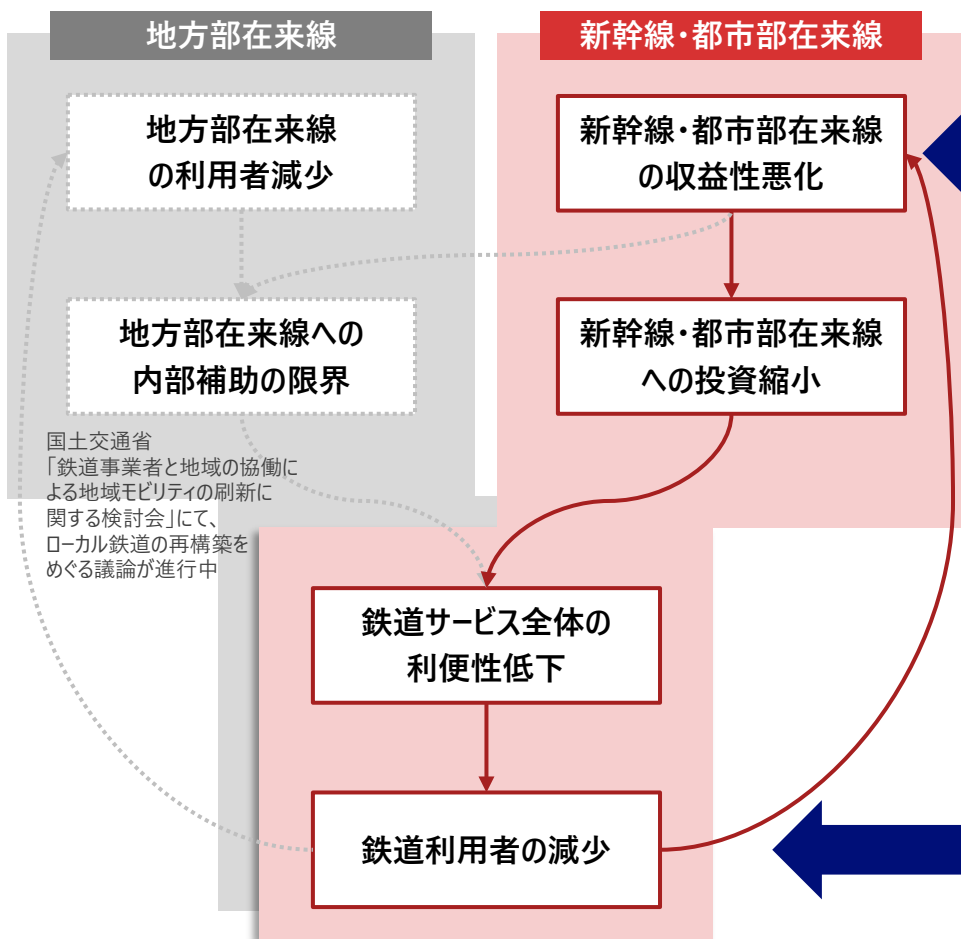 地方部在来線
新幹線・都市部在来線
地方部在来線
の利用者減少
新幹線・都市部在来線
の収益性悪化
地方部在来線への
内部補助の限界
新幹線・都市部在来線
への投資縮小
国土交通省
「鉄道事業者と地域の協働に
よる地域モビリティの刷新に
関する検討会」にて、
ローカル鉄道の再構築を
めぐる議論が進行中
鉄道サービス全体の
利便性低下
鉄道利用者の減少